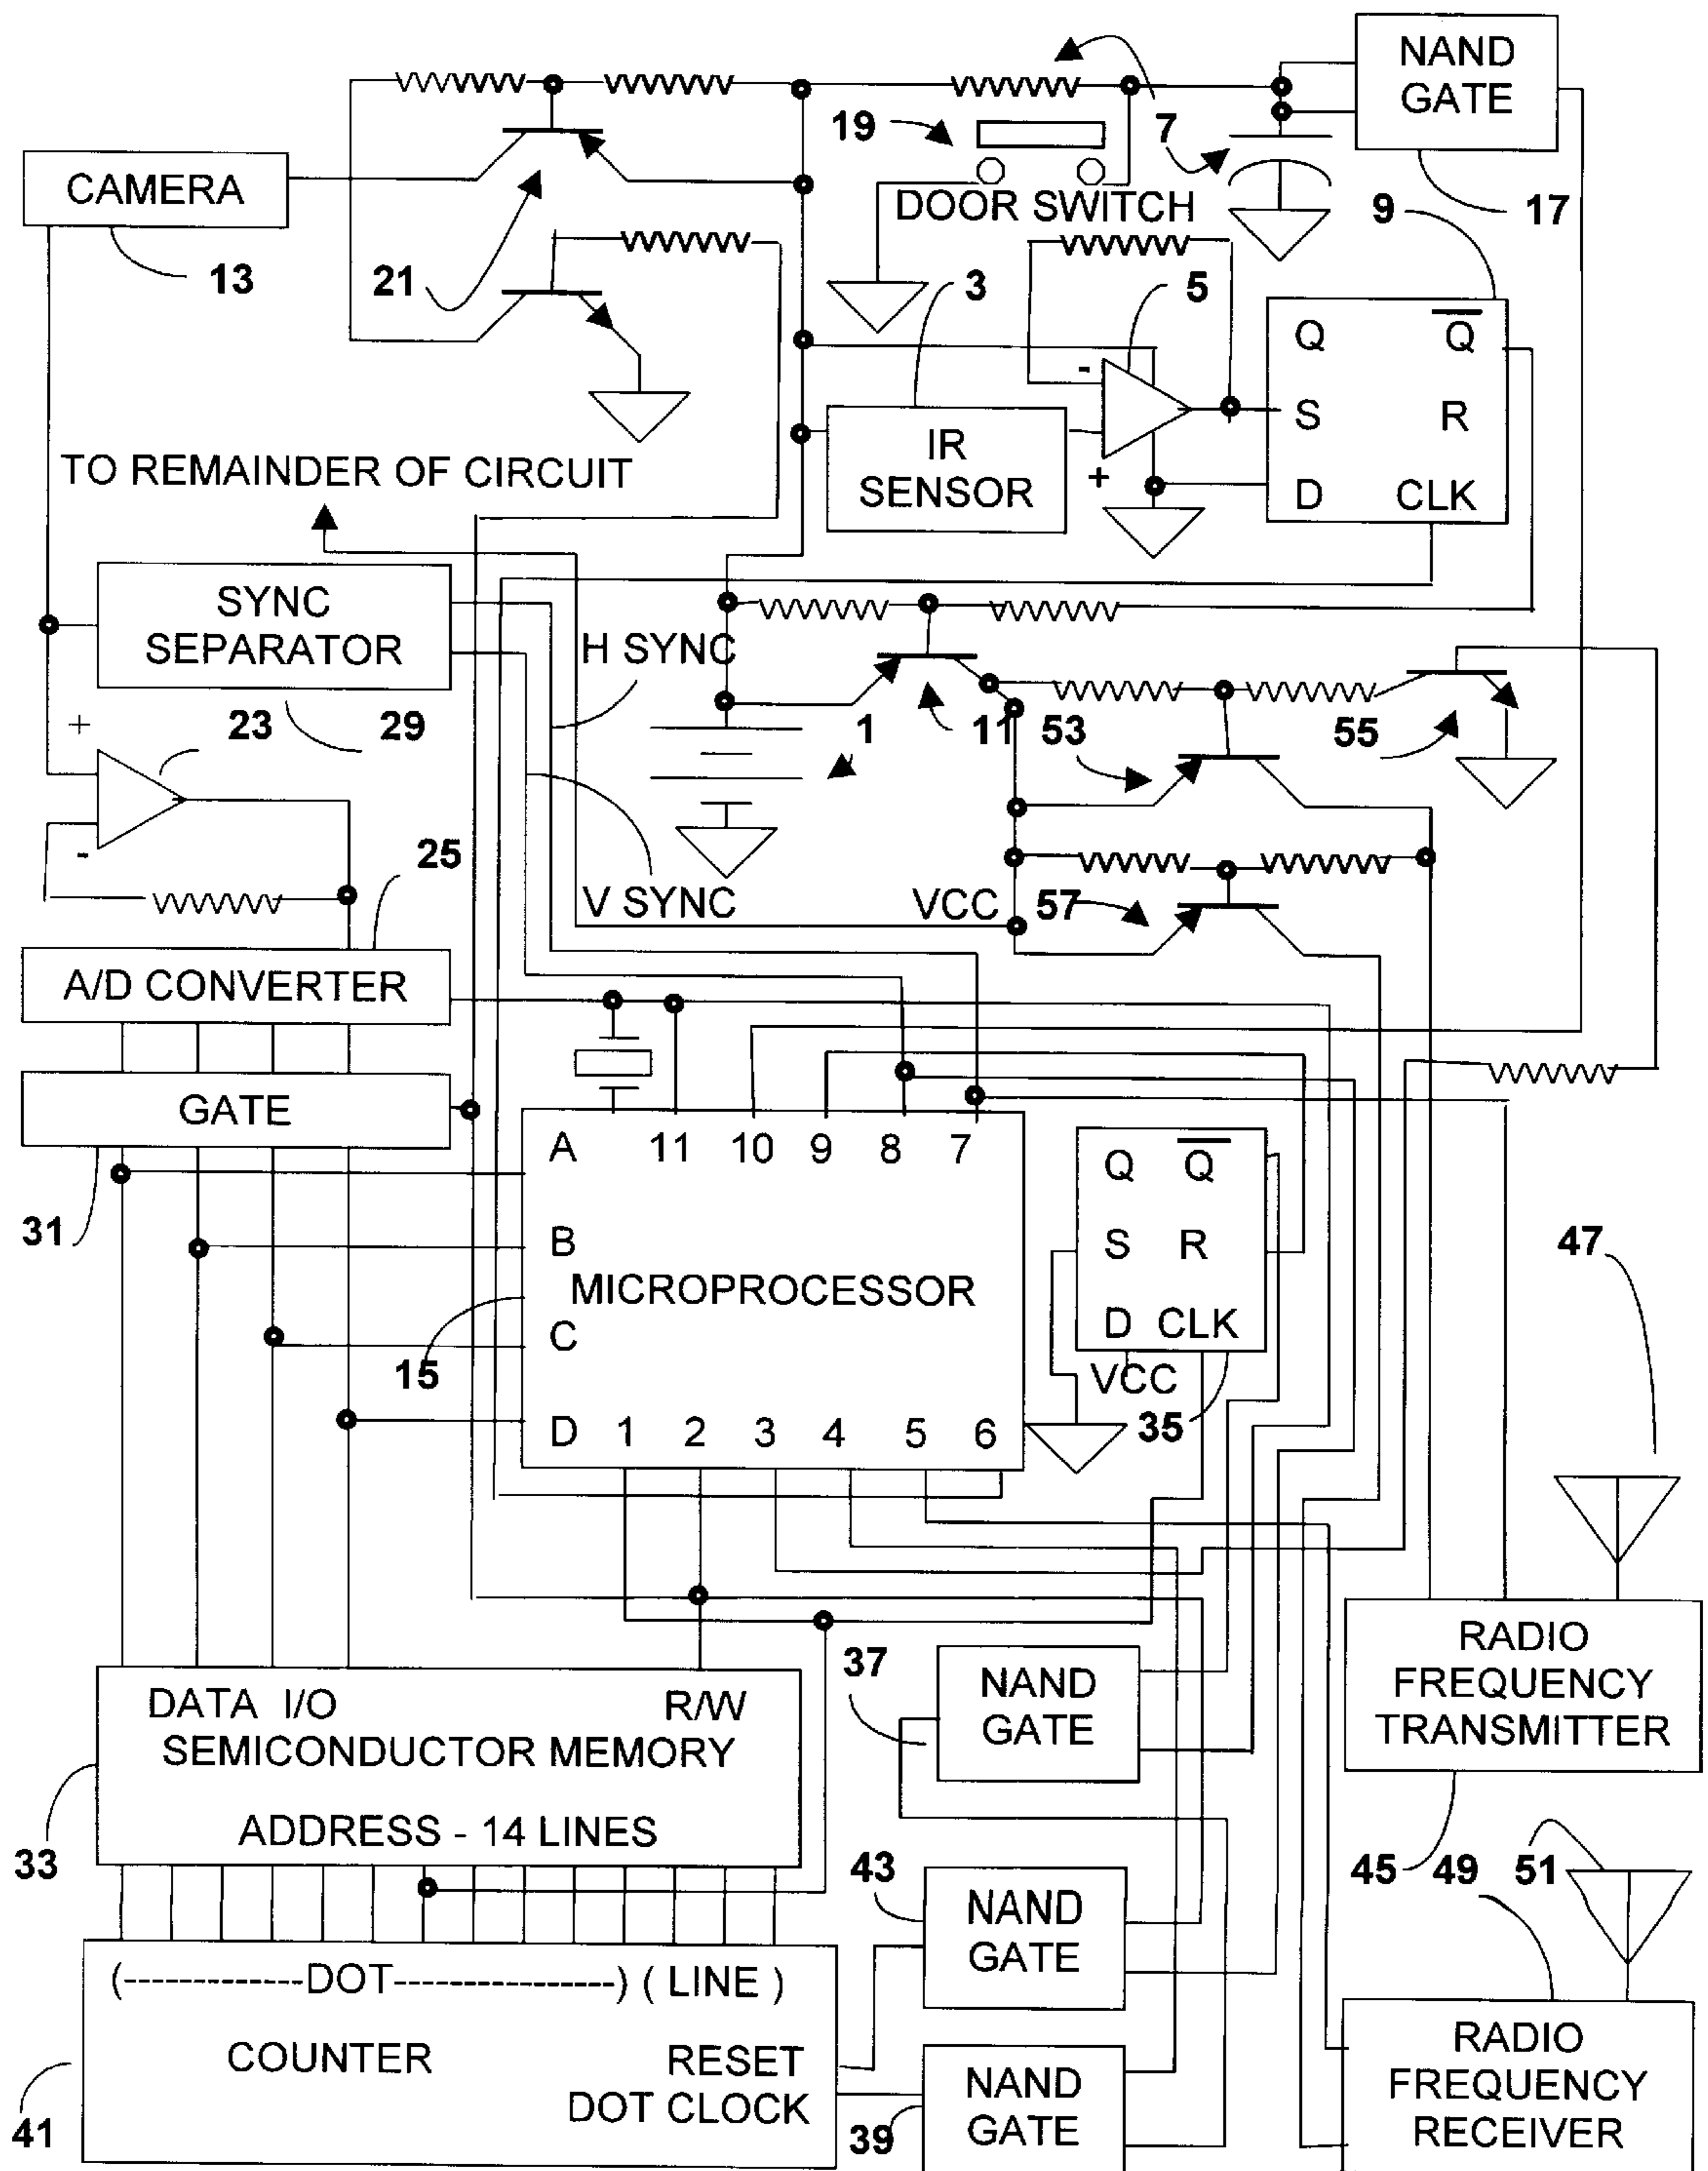 NAND
GATE
19
7
CAMERA
DOOR SWITCH
9
17
13
21
3
5
Q Q
S R
D CLK
-
+
IR
SENSOR
TO REMAINDER OF CIRCUIT
SYNC
SEPARATOR
H SYNC
+
23
29
1
11
53
55
-
25
V SYNC
VCC
57
A/D CONVERTER
GATE
A 11 10 9 8 7
Q Q
31
B
S R
47
MICROPROCESSOR
C
D CLK
15
VCC
D 1 2 3 4 5 6
35
37
NAND
GATE
RADIO
FREQUENCY
TRANSMITTER
DATA I/O R/W
SEMICONDUCTOR MEMORY
ADDRESS - 14 LINES
33
43
45
49
51
NAND
GATE
(-------------DOT----------------) ( LINE )
COUNTER
RESET
DOT CLOCK
41
39
NAND
GATE
RADIO
FREQUENCY
RECEIVER